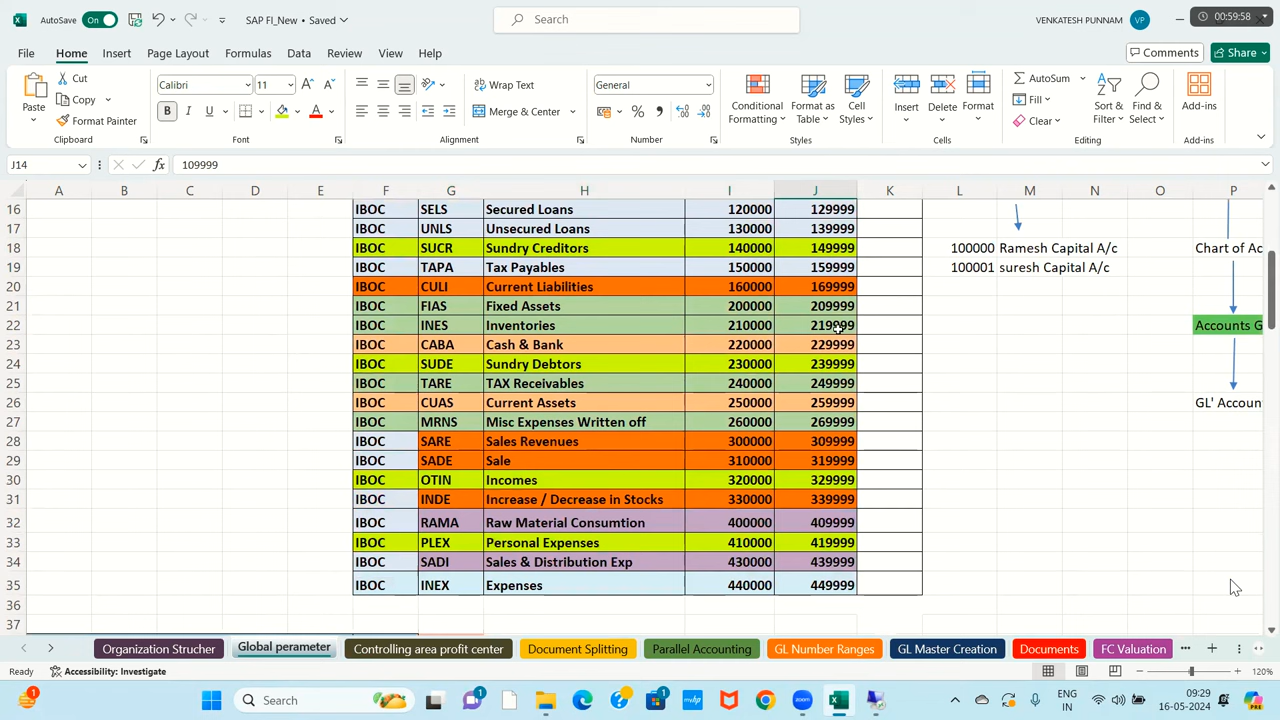 AutoSave On SAP FI_New • Saved Search VENKATESH PUNNAM VP 00:59:58
File Home Insert Page Layout Formulas Data Review View Help Comments Share
Paste Cut Copy Format Painter Calibri 11 Wrap Text Merge & Center General Conditional Formatting Format as Table Cell Styles Insert Delete Format AutoSum Fill Clear Sort & Filter Find & Select Add-ins
Clipboard Font Alignment Number Styles Cells Editing Add-ins
J14 fx 109999
A B C D E F G H I J K L M N O P
16 IBOC SELS Secured Loans 120000 129999
17 IBOC UNLS Unsecured Loans 130000 139999
18 IBOC SUCR Sundry Creditors 140000 149999 100000 Ramesh Capital A/c Chart of Ac
19 IBOC TAPA Tax Payables 150000 159999 100001 suresh Capital A/c
20 IBOC CULI Current Liabilities 160000 169999
21 IBOC FIAS Fixed Assets 200000 209999
22 IBOC INES Inventories 210000 219999 Accounts G
23 IBOC CABA Cash & Bank 220000 229999
24 IBOC SUDE Sundry Debtors 230000 239999
25 IBOC TARE TAX Receivables 240000 249999
26 IBOC CUAS Current Assets 250000 259999 GL' Accoun
27 IBOC MRNS Misc Expenses Written off 260000 269999
28 IBOC SARE Sales Revenues 300000 309999
29 IBOC SADE Sale 310000 319999
30 IBOC OTIN Incomes 320000 329999
31 IBOC INDE Increase / Decrease in Stocks 330000 339999
32 IBOC RAMA Raw Material Consumtion 400000 409999
33 IBOC PLEX Personal Expenses 410000 419999
34 IBOC SADI Sales & Distribution Exp 430000 439999
35 IBOC INEX Expenses 440000 449999
36
37
Organization Strucher Global perameter Controlling area profit center Document Splitting Parallel Accounting GL Number Ranges GL Master Creation Documents FC Valuation
Ready Accessibility: Investigate 120%
1 Search 1 ENG 09:29
IN 16-05-2024